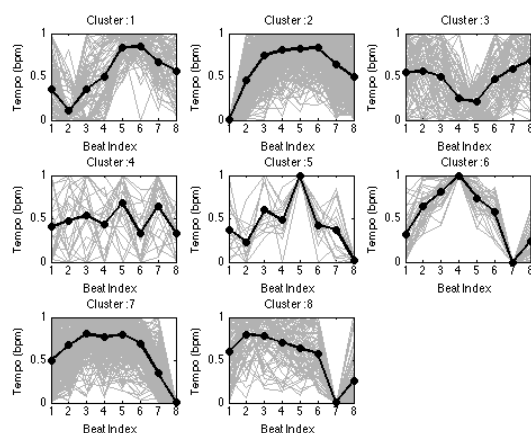 Cluster :1
Cluster :2
Cluster :3
Tempo (bpm)
1
0.5
0
1 2 3 4 5 6 7 8
Beat Index
Tempo (bpm)
1
0.5
0
1 2 3 4 5 6 7 8
Beat Index
Tempo (bpm)
1
0.5
0
1 2 3 4 5 6 7 8
Beat Index
Cluster :4
Cluster :5
Cluster :6
Tempo (bpm)
1
0.5
0
1 2 3 4 5 6 7 8
Beat Index
Tempo (bpm)
1
0.5
0
1 2 3 4 5 6 7 8
Beat Index
Tempo (bpm)
1
0.5
0
1 2 3 4 5 6 7 8
Beat Index
Cluster :7
Cluster :8
Tempo (bpm)
1
0.5
0
1 2 3 4 5 6 7 8
Beat Index
Tempo (bpm)
1
0.5
0
1 2 3 4 5 6 7 8
Beat Index